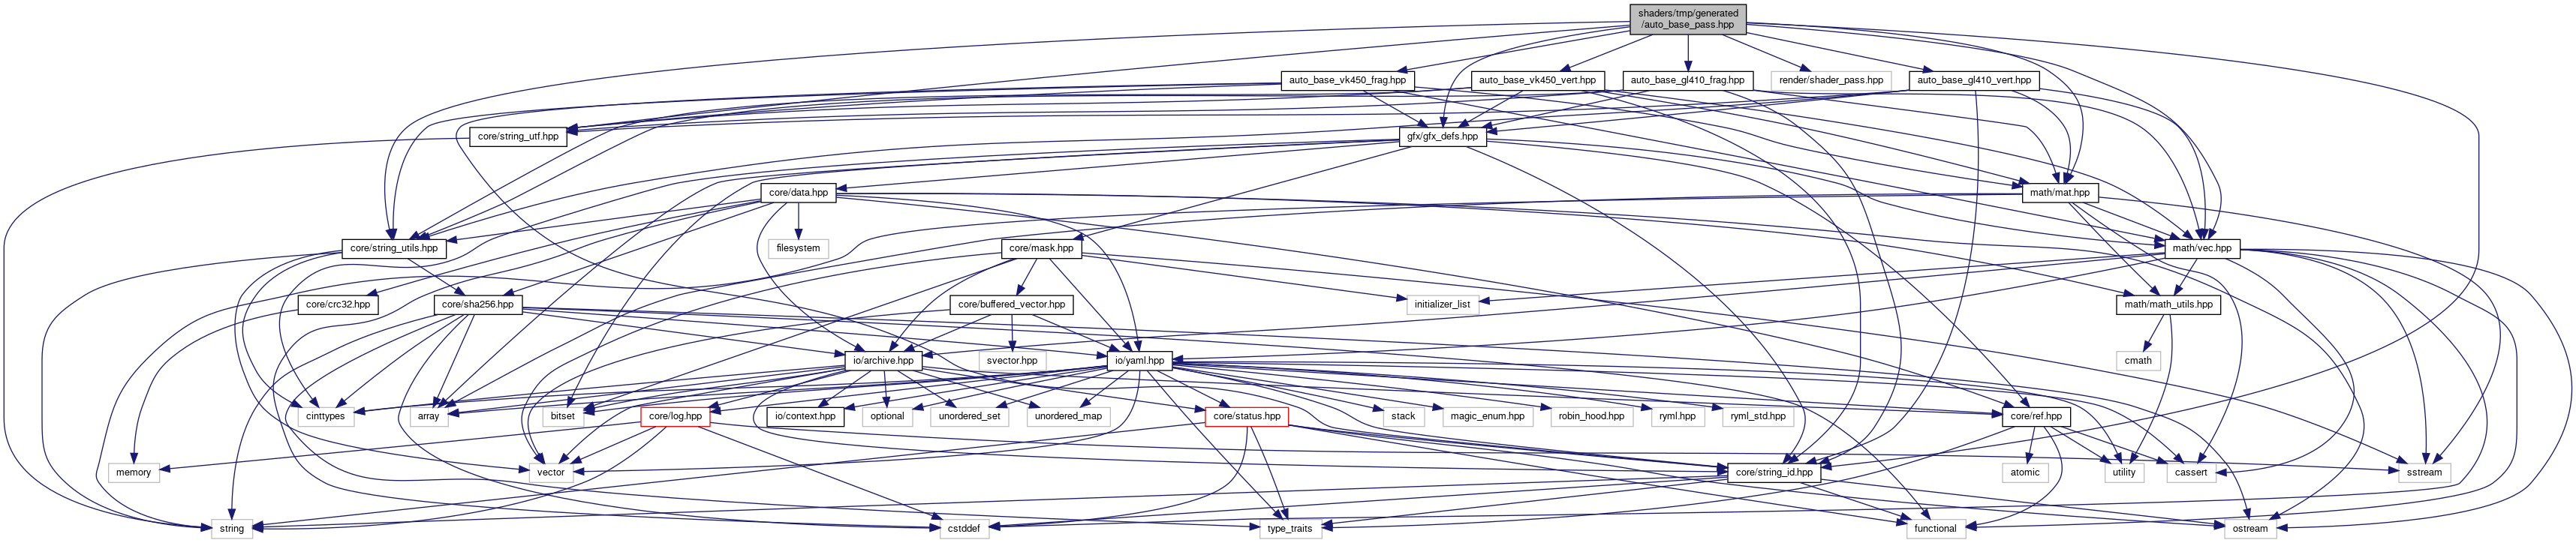 shaders/tmp/generated
/auto_base_pass.hpp
auto_base_vk450_frag.hpp
auto_base_vk450_vert.hpp
auto_base_gl410_frag.hpp
render/shader_pass.hpp
auto_base_gl410_vert.hpp
core/string_utf.hpp
gfx/gfx_defs.hpp
core/data.hpp
math/mat.hpp
core/string_utils.hpp
filesystem
core/mask.hpp
math/vec.hpp
core/crc32.hpp
core/sha256.hpp
core/buffered_vector.hpp
initializer_list
math/math_utils.hpp
io/archive.hpp
svector.hpp
io/yaml.hpp
cmath
cinttypes
array
bitset
core/log.hpp
io/context.hpp
optional
unordered_set
unordered_map
core/status.hpp
stack
magic_enum.hpp
robin_hood.hpp
ryml.hpp
ryml_std.hpp
core/ref.hpp
memory
vector
core/string_id.hpp
atomic
utility
cassert
sstream
string
cstddef
type_traits
functional
ostream